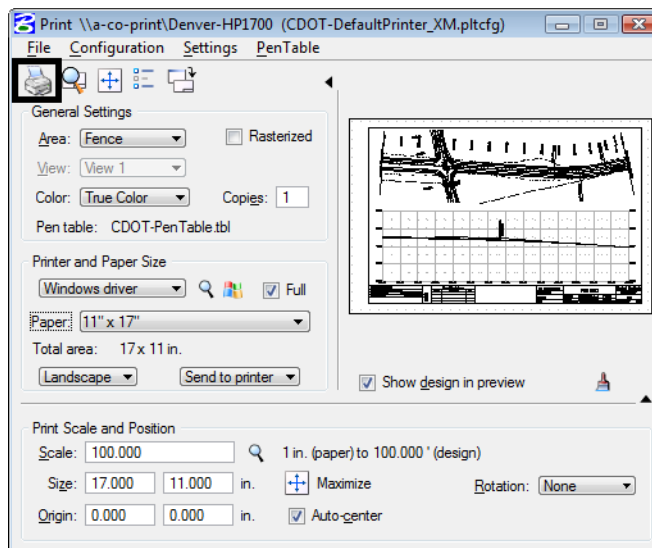 Print \\a-co-print\Denver-HP1700 (CDOT-DefaultPrinter_XM.pltcfg)
File Configuration Settings PenTable
General Settings
Area: Fence Rasterized
View: View 1
Color: True Color Copies: 1
Pen table: CDOT-PenTable.tbl
Printer and Paper Size
Windows driver Full
Paper: 11" x 17"
Total area: 17 x 11 in.
Landscape Send to printer
Show design in preview
Print Scale and Position
Scale: 100.000 1 in. (paper) to 100.000 ' (design)
Size: 17.000 11.000 in. Maximize Rotation: None
Origin: 0.000 0.000 in. Auto-center